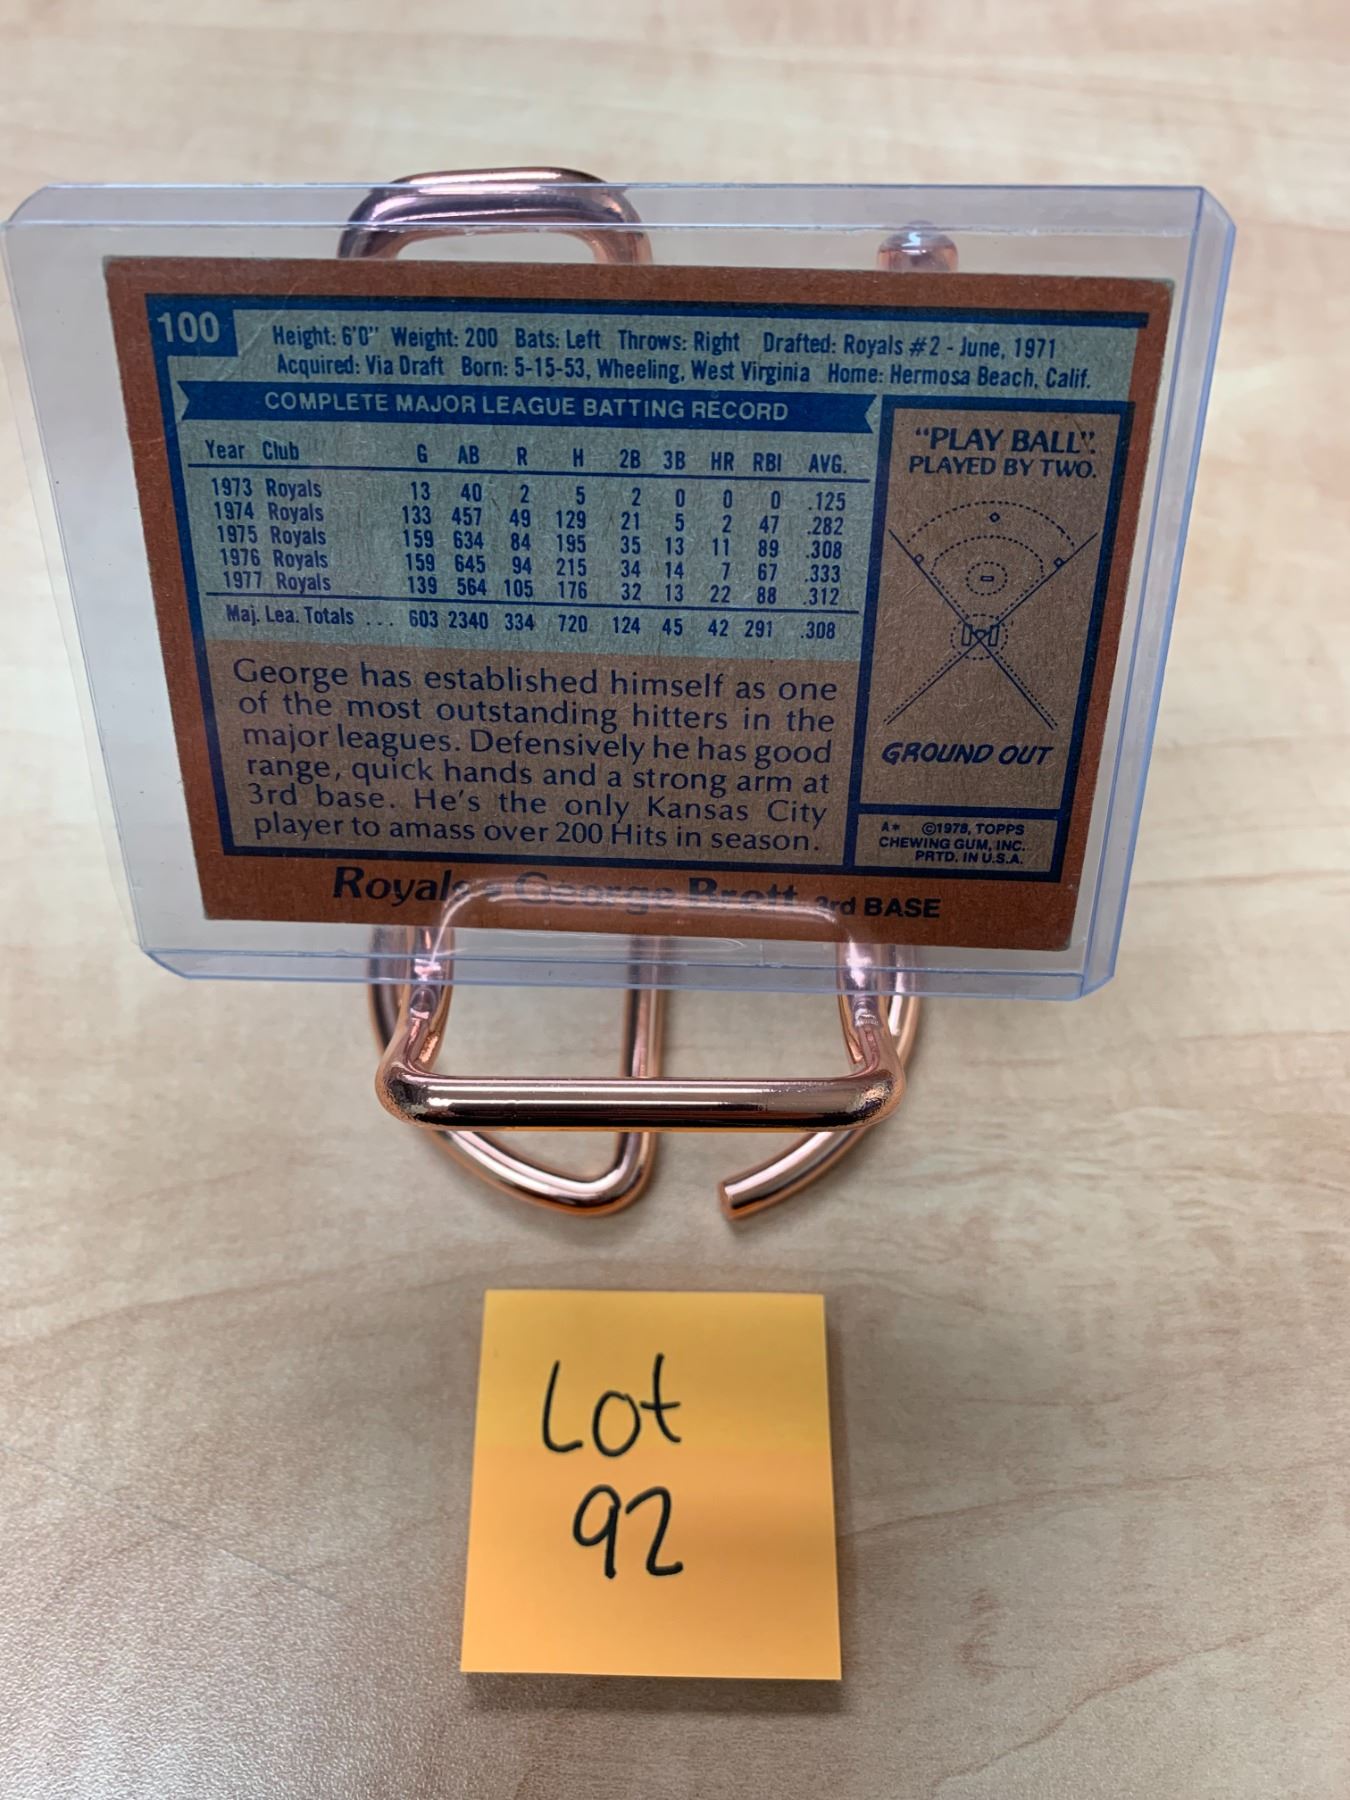 100
Height: 6'0" Weight: 200 Bats: Left Throws: Right Drafted: Royals #2 - June, 1971
Acquired: Via Draft Born: 5-15-53, Wheeling, West Virginia Home: Hermosa Beach, Calif.
COMPLETE MAJOR LEAGUE BATTING RECORD
Year Club G AB R H 2B 3B HR RBI AVG.
1973 Royals 13 40 2 5 2 0 0 0 .125
1974 Royals 133 457 49 129 21 5 2 47 .282
1975 Royals 159 634 84 195 35 13 11 89 .308
1976 Royals 159 645 94 215 34 14 7 67 .333
1977 Royals 139 564 105 176 32 13 22 88 .312
Maj. Lea. Totals ... 603 2340 334 720 124 45 42 291 .308
George has established himself as one
of the most outstanding hitters in the
major leagues. Defensively he has good
range, quick hands and a strong arm at
3rd base. He's the only Kansas City
player to amass over 200 Hits in season.
"PLAY BALL".
PLAYED BY TWO.
GROUND OUT
A* ©1978, TOPPS
CHEWING GUM, INC.
PRTD. IN U.S.A.
Royals • George Brett 3rd BASE
Lot
92